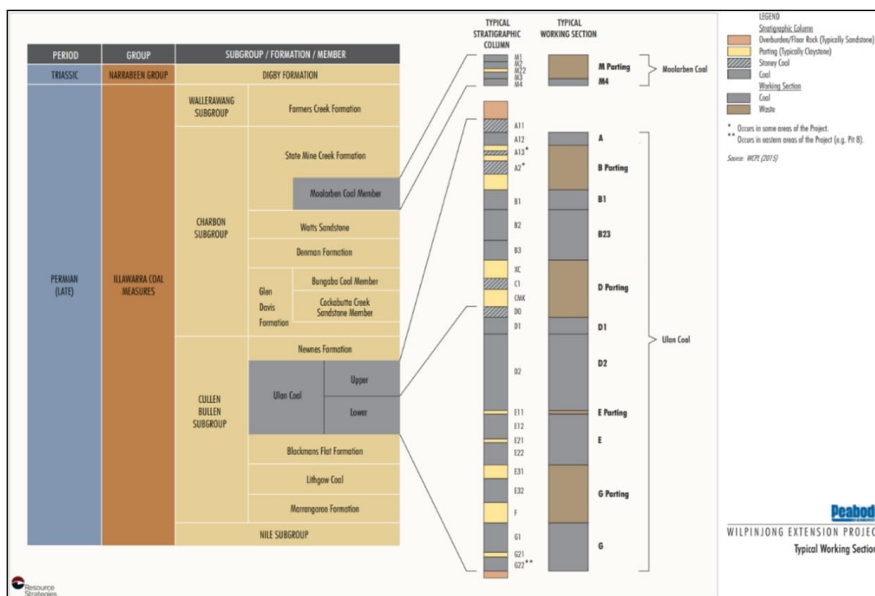 PERIOD
GROUP
SUBGROUP / FORMATION / MEMBER
TRIASSIC
NARRABEEN GROUP
DIGBY FORMATION
PERMIAN
(LATE)
ILLAWARRA COAL
MEASURES
WALLERAWANG
SUBGROUP
Farmers Creek Formation
CHARBON
SUBGROUP
State Mine Creek Formation
Moolarben Coal Member
Watts Sandstone
Denman Formation
Glen
Davis
Formation
Bungaba Coal Member
Cockabutta Creek
Sandstone Member
CULLEN
BULLEN
SUBGROUP
Newnes Formation
Ulan Coal
Upper
Lower
Blackmans Flat Formation
Lithgow Coal
Marrangaroo Formation
NILE SUBGROUP
TYPICAL
STRATIGRAPHIC
COLUMN
M1
M2
M22
M3
M4
A11
A12
A13*
A2*
B1
B2
B3
XC
C1
CMK
D0
D1
D2
E11
E12
E21
E22
E31
E32
F
G1
G21
G22**
TYPICAL
WORKING SECTION
M Parting
M4
Moolarben Coal
A
B Parting
B1
B23
D Parting
D1
D2
E Parting
E
G Parting
G
Ulan Coal
LEGEND
Stratigraphic Column
Overburden/Floor Rock (Typically Sandstone)
Parting (Typically Claystone)
Stoney Coal
Coal
Working Section
Coal
Waste
* Occurs in some areas of the Project.
** Occurs in eastern areas of the Project (e.g. Pit 8).
Source: WCPL (2015)
Peabody
WILPINJONG EXTENSION PROJEC
Typical Working Section
Resource
Strategies